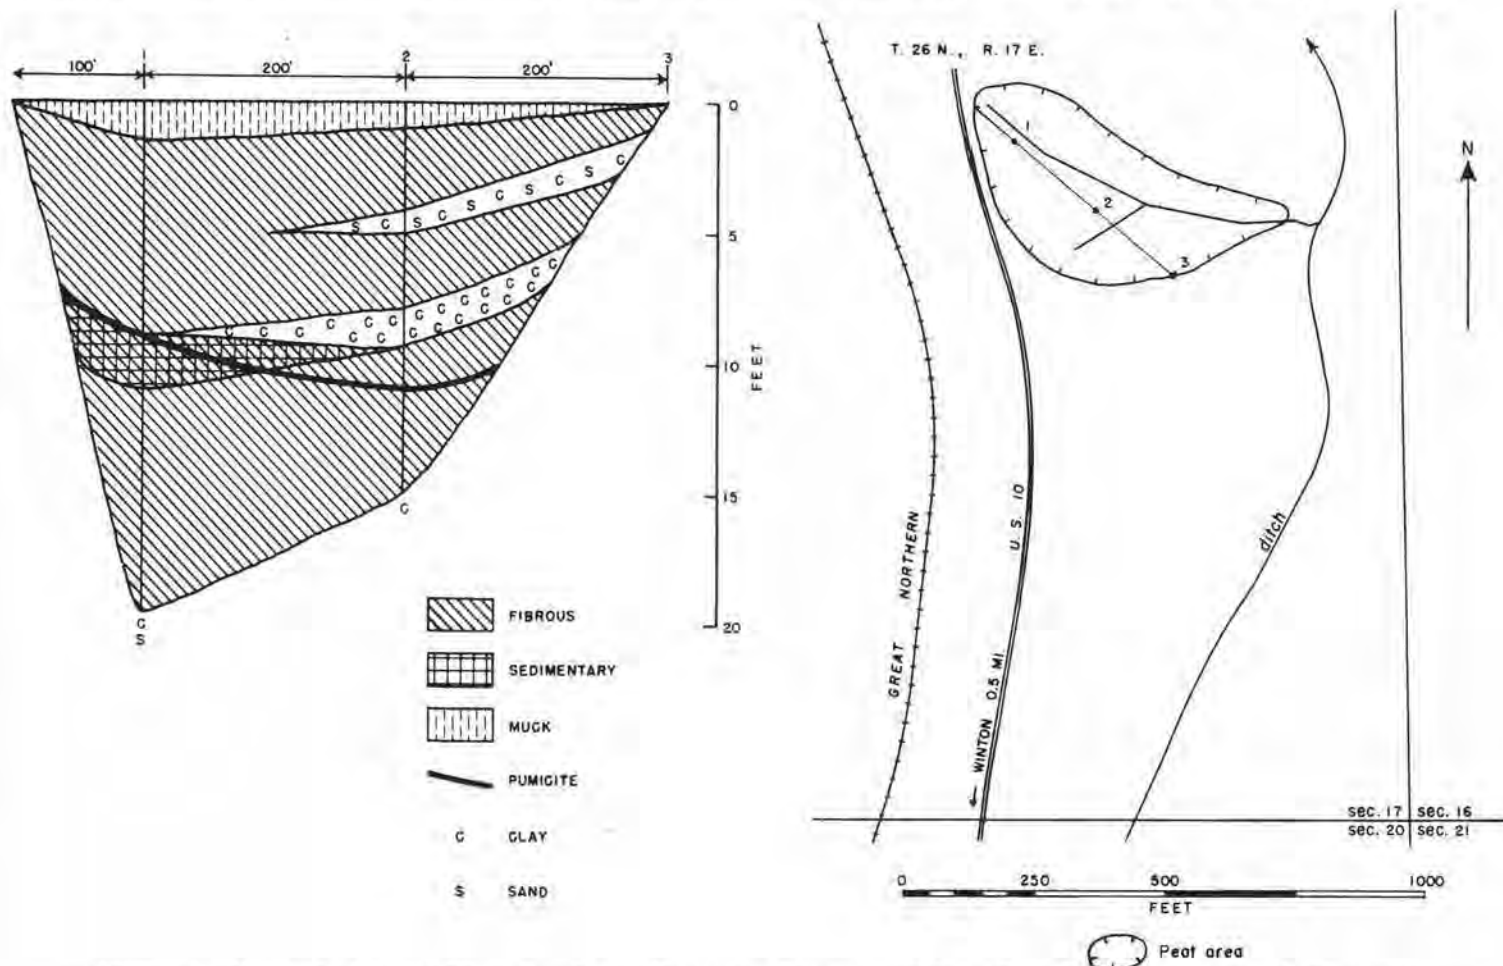 1 2 3
100' 200' 200'
0
5
10
15
20
FEET
S C S C S C S C S C
C C C C C C C C C C C
C C C C C C C
C
C
S
FIBROUS
SEDIMENTARY
MUCK
PUMICITE
C CLAY
S SAND
T. 26 N., R. 17 E.
1
2
3
N
GREAT NORTHERN
WINTON 0.5 MI
U. S. 10
ditch
sec. 17 sec. 16
sec. 20 sec. 21
0 250 500 1000
FEET
Peat area